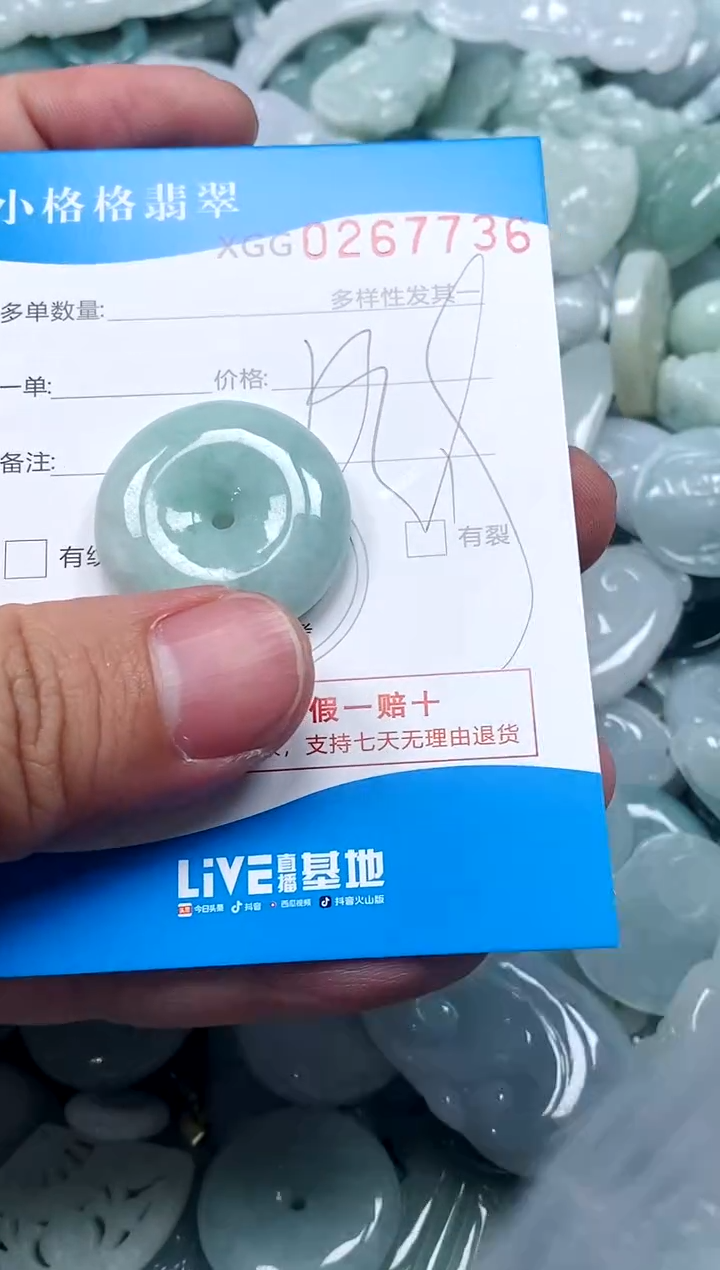 小格格翡翠
XGG 0267736
多单数量:
多样性发其一
一单:
价格:
备注:
有纹
有裂
假一赔十
，支持七天无理由退货
LiVE直播基地
今日头条 抖音 西瓜视频 抖音火山版